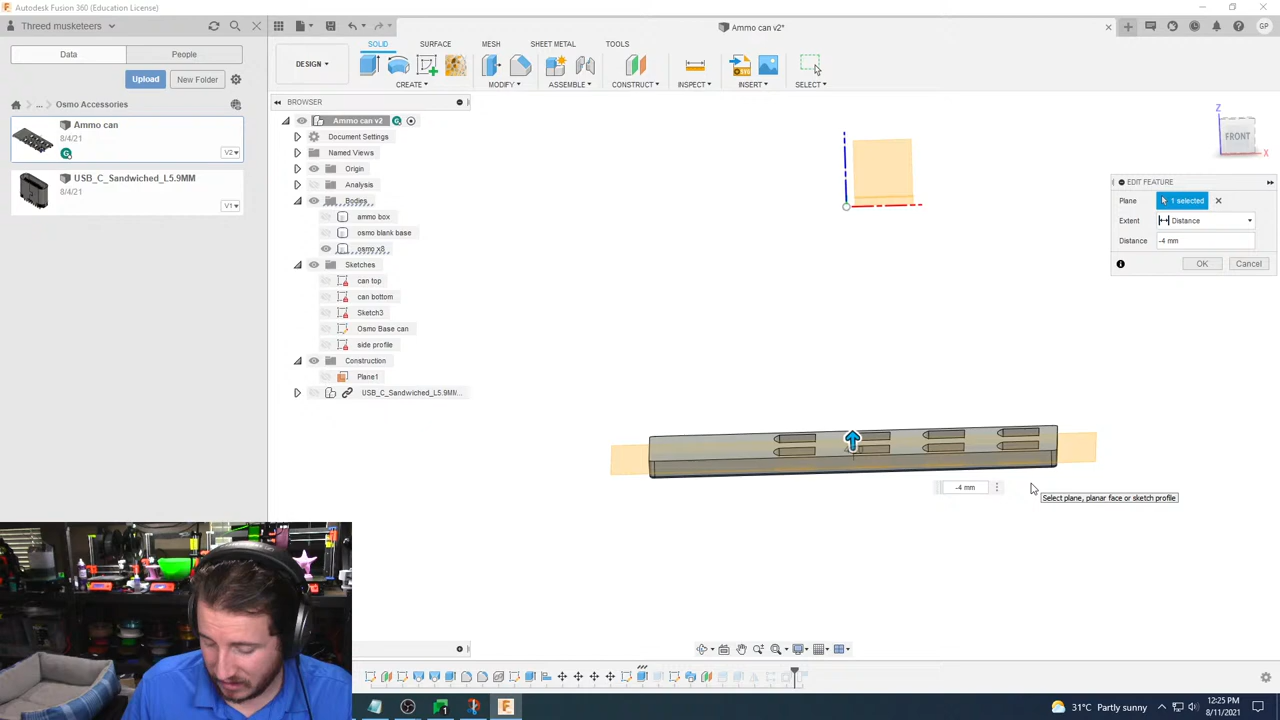 Autodesk Fusion 360 (Education License)
Threed musketeers
Ammo can v2*
GP
Data
People
DESIGN
SOLID
SURFACE
MESH
SHEET METAL
TOOLS
CREATE
MODIFY
ASSEMBLE
CONSTRUCT
INSPECT
INSERT
SELECT
Upload
New Folder
... Osmo Accessories
Ammo can
8/4/21
V2
USB_C_Sandwiched_L5.9MM
8/4/21
V1
BROWSER
Ammo can v2
Document Settings
Named Views
Origin
Analysis
Bodies
ammo box
osmo blank base
osmo x8
Sketches
can top
can bottom
Sketch3
Osmo Base can
side profile
Construction
Plane1
USB_C_Sandwiched_L5.9MM...
Z
FRONT
X
EDIT FEATURE
Plane
1 selected
Extent
Distance
Distance
-4 mm
OK
Cancel
-4 mm
Select plane, planar face or sketch profile
31°C Partly sunny
12:25 PM
8/11/2021